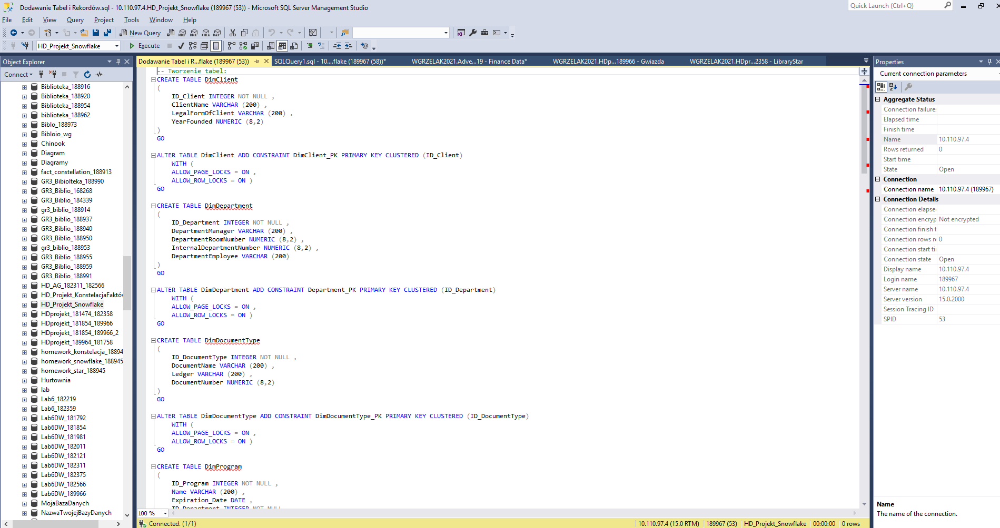 Dodawanie Tabel i Rekordów.sql - 10.110.97.4.HD_Projekt_Snowflake (189967 (53)) - Microsoft SQL Server Management Studio
Quick Launch (Ctrl+Q)
File Edit View Query Project Tools Window Help
New Query
MDX DMX XMLA DAX
HD_Projekt_Snowflake
Execute
Object Explorer
Connect
Biblioteka_188916
Biblioteka_188920
Biblioteka_188954
biblioteka_188962
Biblo_188973
Bibloio_wg
Chinook
Diagram
Diagramy
fact_constellation_188913
GR3_Bibiolteka_188990
GR3_Biblio_168268
GR3_Biblio_184339
gr3_biblio_188914
GR3_biblio_188937
GR3_Biblio_188940
GR3_Biblio_188950
gr3_biblio_188953
GR3_Biblio_188955
GR3_Biblio_188959
GR3_Biblio_188991
HD_AG_182311_182566
HD_Projekt_KonstelacjaFaktów
HD_Projekt_Snowflake
HDprojekt_181474_182358
HDprojekt_181854_189966
HDprojekt_181854_189966_2
HDprojekt_189964_181758
homework_konstelacja_18894
homework_snowflake_188945
homework_star_188945
Hurtownia
lab
Lab6_182219
Lab6_182359
Lab6DW_181792
Lab6DW_181854
Lab6DW_181981
Lab6DW_182011
Lab6DW_182121
Lab6DW_182311
Lab6DW_182375
Lab6DW_182566
Lab6DW_189966
MojaBazaDanych
NazwaTwojejBazyDanych
Dodawanie Tabel i R...flake (189967 (53)) SQLQuery1.sql - 10....flake (189967 (58))* WGRZELAK2021.Adve...19 - Finance Data* WGRZELAK2021.HDp...189966 - Gwiazda WGRZELAK2021.HDpr...2358 - LibraryStar
-- Tworzenie tabel:
CREATE TABLE DimClient
(
ID_Client INTEGER NOT NULL ,
ClientName VARCHAR (200) ,
LegalFormOfClient VARCHAR (200) ,
YearFounded NUMERIC (8,2)
)
GO
ALTER TABLE DimClient ADD CONSTRAINT DimClient_PK PRIMARY KEY CLUSTERED (ID_Client)
WITH (
ALLOW_PAGE_LOCKS = ON ,
ALLOW_ROW_LOCKS = ON )
GO
CREATE TABLE DimDepartment
(
ID_Department INTEGER NOT NULL ,
DepartmentManager VARCHAR (200) ,
DepartmentRoomNumber NUMERIC (8,2) ,
InternalDepartmentNumber NUMERIC (8,2) ,
DepartmentEmployee VARCHAR (200)
)
GO
ALTER TABLE DimDepartment ADD CONSTRAINT Department_PK PRIMARY KEY CLUSTERED (ID_Department)
WITH (
ALLOW_PAGE_LOCKS = ON ,
ALLOW_ROW_LOCKS = ON )
GO
CREATE TABLE DimDocumentType
(
ID_DocumentType INTEGER NOT NULL ,
DocumentName VARCHAR (200) ,
Ledger VARCHAR (200) ,
DocumentNumber NUMERIC (8,2)
)
GO
ALTER TABLE DimDocumentType ADD CONSTRAINT DimDocumentType_PK PRIMARY KEY CLUSTERED (ID_DocumentType)
WITH (
ALLOW_PAGE_LOCKS = ON ,
ALLOW_ROW_LOCKS = ON )
GO
CREATE TABLE DimProgram
(
ID_Program INTEGER NOT NULL ,
Name VARCHAR (200) ,
Expiration_Date DATE ,
ID_Department INTEGER NOT NULL
100 %
Connected. (1/1)
10.110.97.4 (15.0 RTM) 189967 (53) HD_Projekt_Snowflake 00:00:00 0 rows
Properties
Current connection parameters
Aggregate Status
Connection failures
Elapsed time
Finish time
Name 10.110.97.4
Rows returned 0
Start time
State Open
Connection
Connection name 10.110.97.4 (189967)
Connection Details
Connection elapse
Connection encryp Not encrypted
Connection finish t
Connection rows re 0
Connection start ti
Connection state Open
Display name 10.110.97.4
Login name 189967
Server name 10.110.97.4
Server version 15.0.2000
Session Tracing ID
SPID 53
Name
The name of the connection.